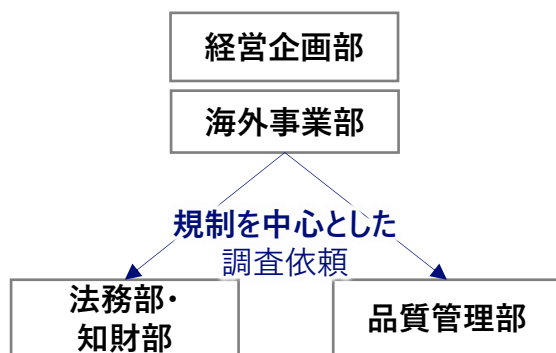 経営企画部
海外事業部
規制を中心とした
調査依頼
法務部・
知財部
品質管理部